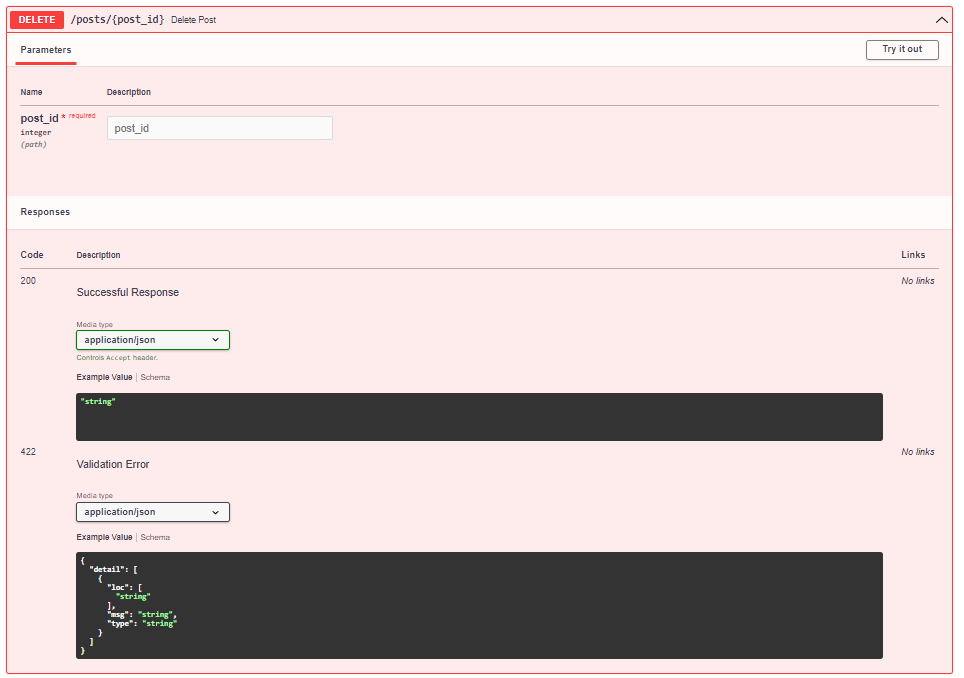 DELETE /posts/{post_id} Delete Post
Parameters
Try it out
Name Description
post_id * required
integer
(path)
post_id
Responses
Code Description Links
200 No links
Successful Response
Media type
application/json
Controls Accept header.
Example Value | Schema
"string"
422 No links
Validation Error
Media type
application/json
Example Value | Schema
{
  "detail": [
    {
      "loc": [
        "string"
      ],
      "msg": "string",
      "type": "string"
    }
  ]
}